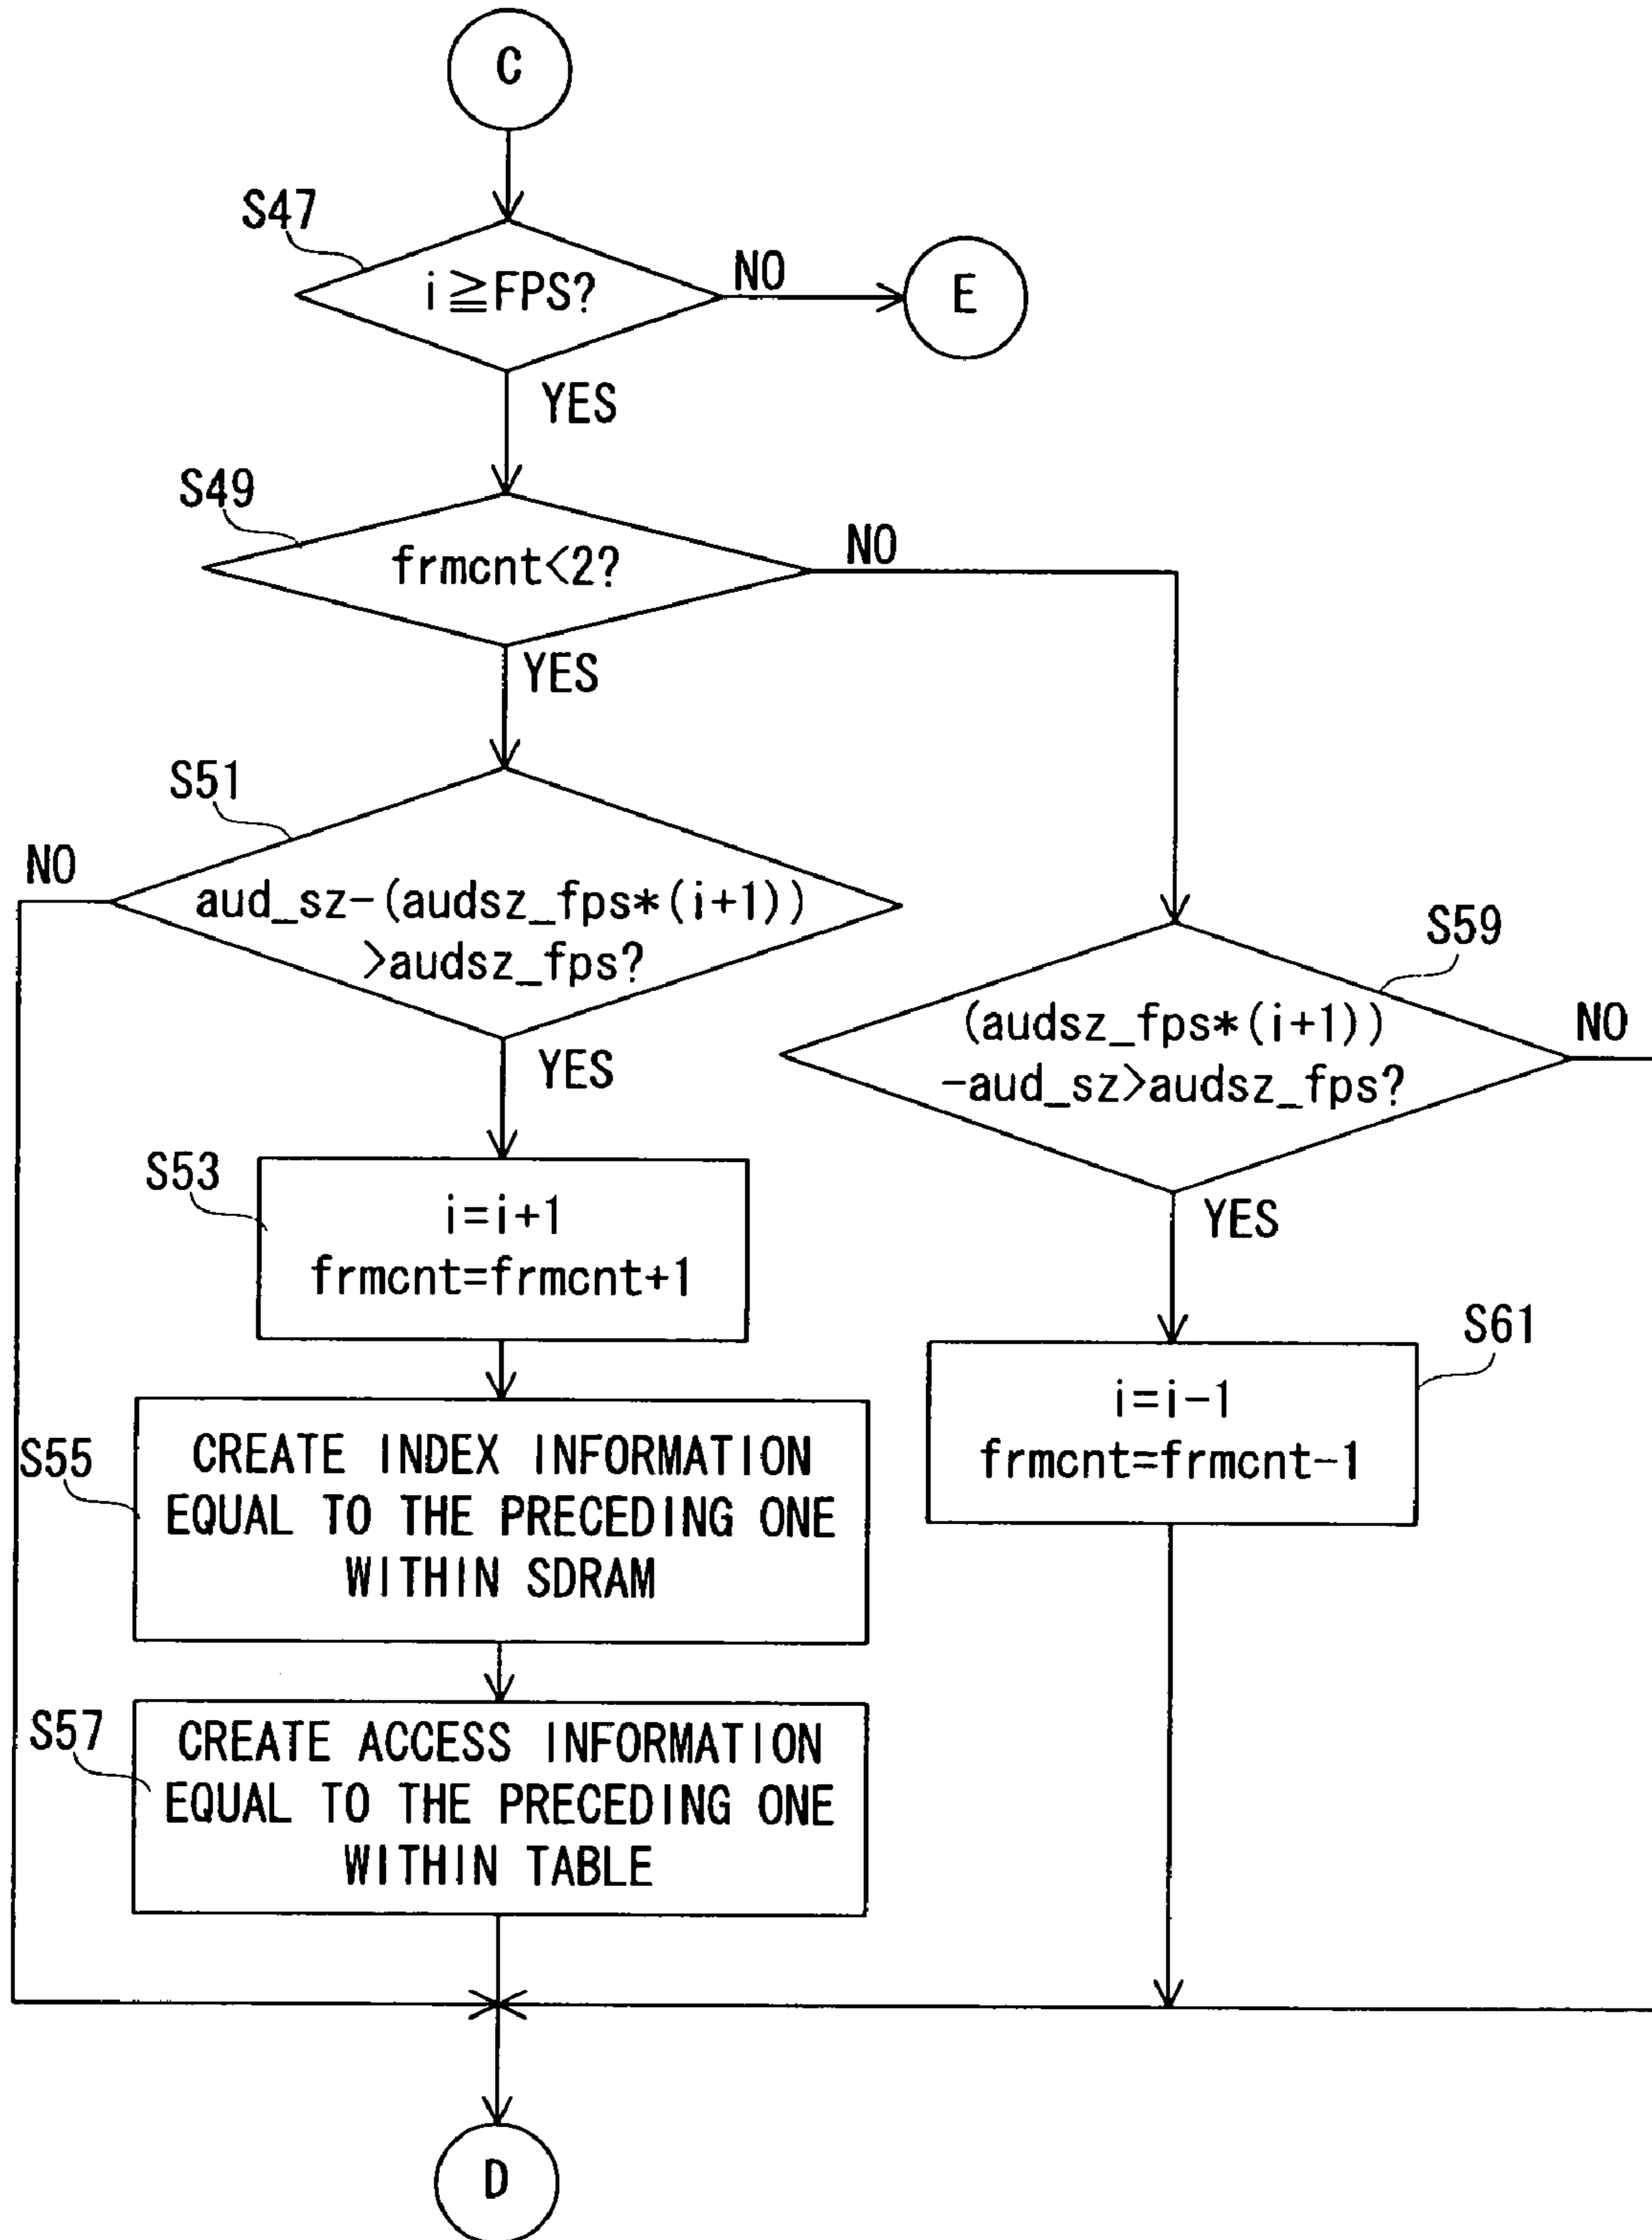 C
S47
i≧FPS?
NO
E
YES
S49
frmcnt<2?
NO
YES
S51
NO
aud_sz-(audsz_fps*(i+1))
>audsz_fps?
YES
S59
(audsz_fps*(i+1))
-aud_sz>audsz_fps?
NO
YES
S53
i=i+1
frmcnt=frmcnt+1
S61
i=i-1
frmcnt=frmcnt-1
S55
CREATE INDEX INFORMATION
EQUAL TO THE PRECEDING ONE
WITHIN SDRAM
S57
CREATE ACCESS INFORMATION
EQUAL TO THE PRECEDING ONE
WITHIN TABLE
D